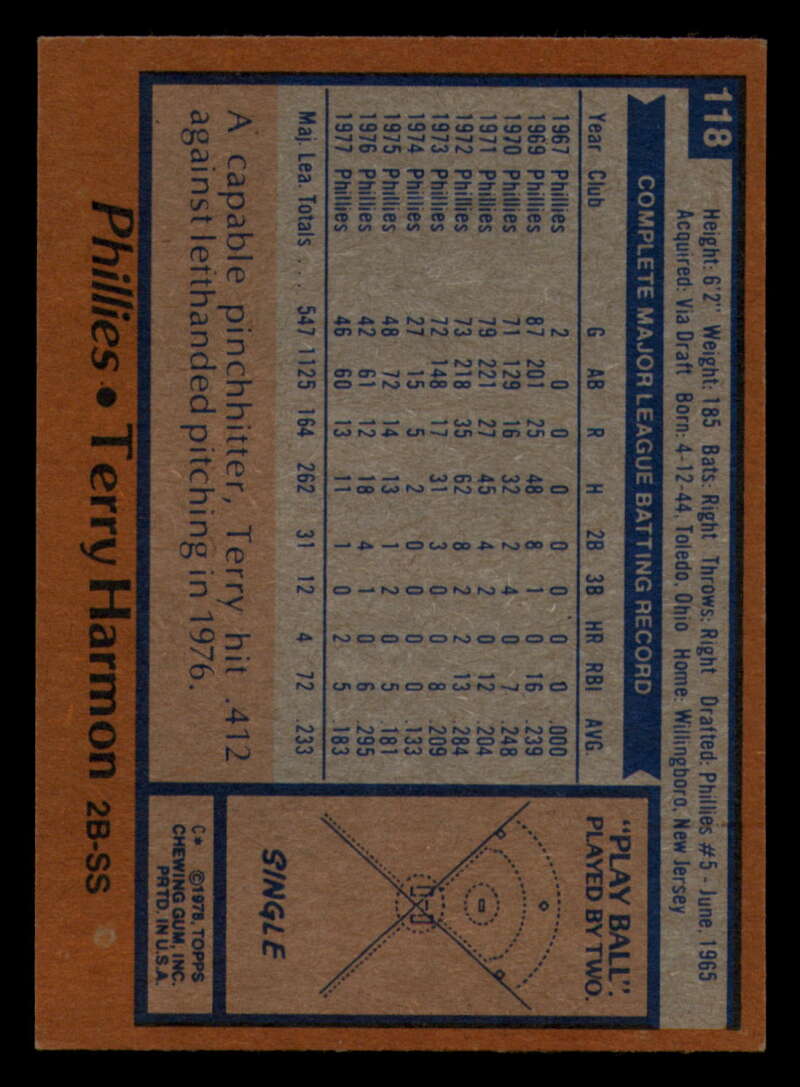 118
Height: 6'2" Weight: 185 Bats: Right Throws: Right Drafted: Phillies #5 - June, 1965
Acquired: Via Draft Born: 4-12-44, Toledo, Ohio Home: Willingboro, New Jersey
COMPLETE MAJOR LEAGUE BATTING RECORD
Year Club G AB R H 2B 3B HR RBI AVG.
1967 Phillies 2 0 0 0 0 0 0 0 .000
1969 Phillies 87 201 25 48 8 1 0 16 .239
1970 Phillies 71 129 16 32 2 4 0 7 .248
1971 Phillies 79 221 27 45 4 2 0 12 .204
1972 Phillies 73 218 35 62 8 2 2 13 .284
1973 Phillies 72 148 17 31 3 0 0 8 .209
1974 Phillies 27 15 5 2 0 0 0 0 .133
1975 Phillies 48 72 14 13 1 2 0 5 .181
1976 Phillies 42 61 12 18 4 1 0 6 .295
1977 Phillies 46 60 13 11 1 0 2 5 .183
Maj. Lea. Totals ... 547 1125 164 262 31 12 4 72 .233
A capable pinchhitter, Terry hit .412
against lefthanded pitching in 1976.
"PLAY BALL"
PLAYED BY TWO.
SINGLE
C* ©1978, TOPPS
CHEWING GUM, INC.
PRTD. IN U.S.A.
Phillies • Terry Harmon 2B-SS